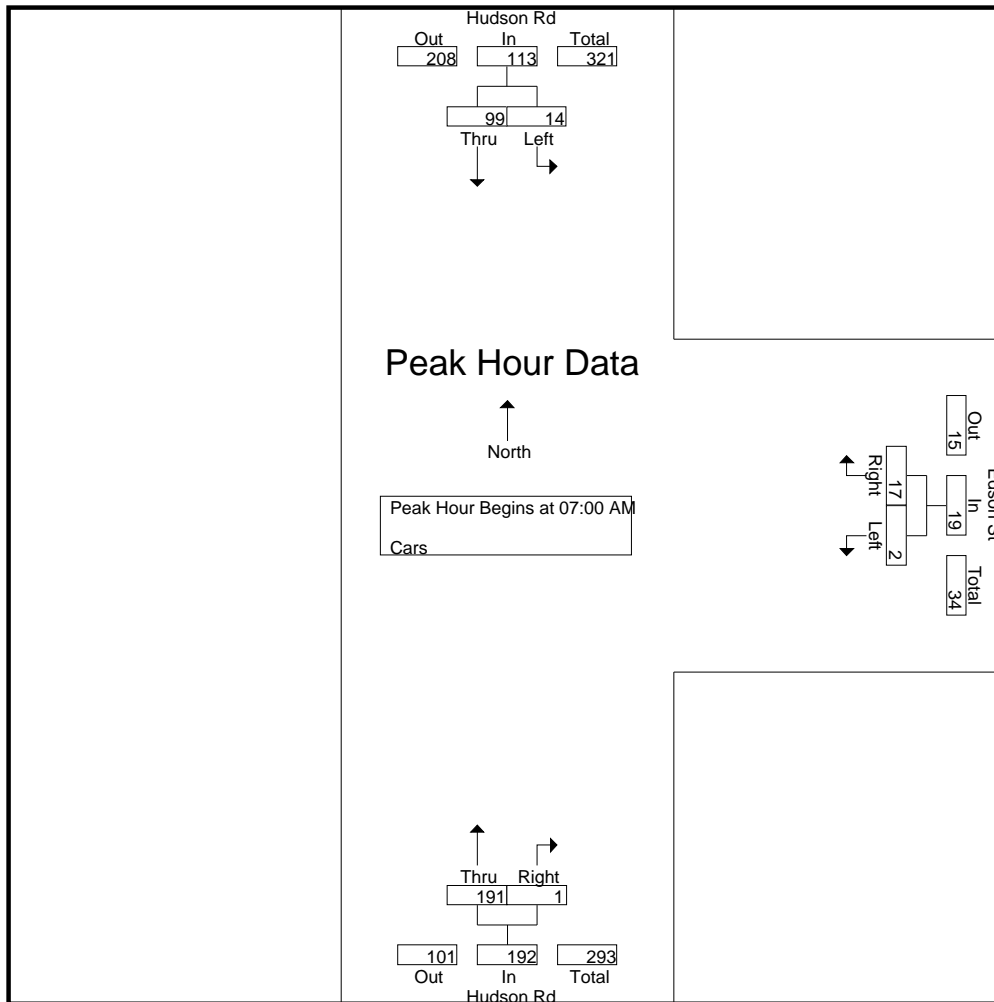 Hudson Rd
Out In Total
208 113 321
99 14
Thru Left
Peak Hour Data
North
Peak Hour Begins at 07:00 AM
Cars
Out In Total
15 19 34
Right Left
17 2
Thru Right
191 1
101 192 293
Out In Total
Hudson Rd